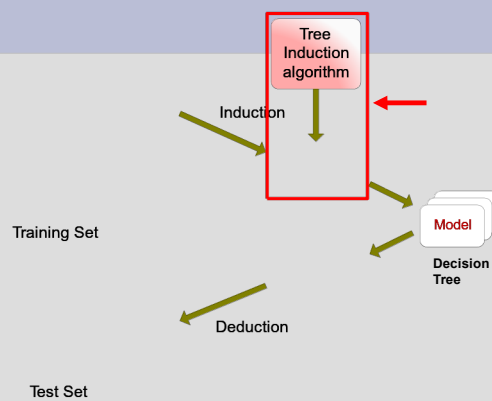 Tree
Induction
algorithm
Induction
Training Set
Model
Decision
Tree
Deduction
Test Set